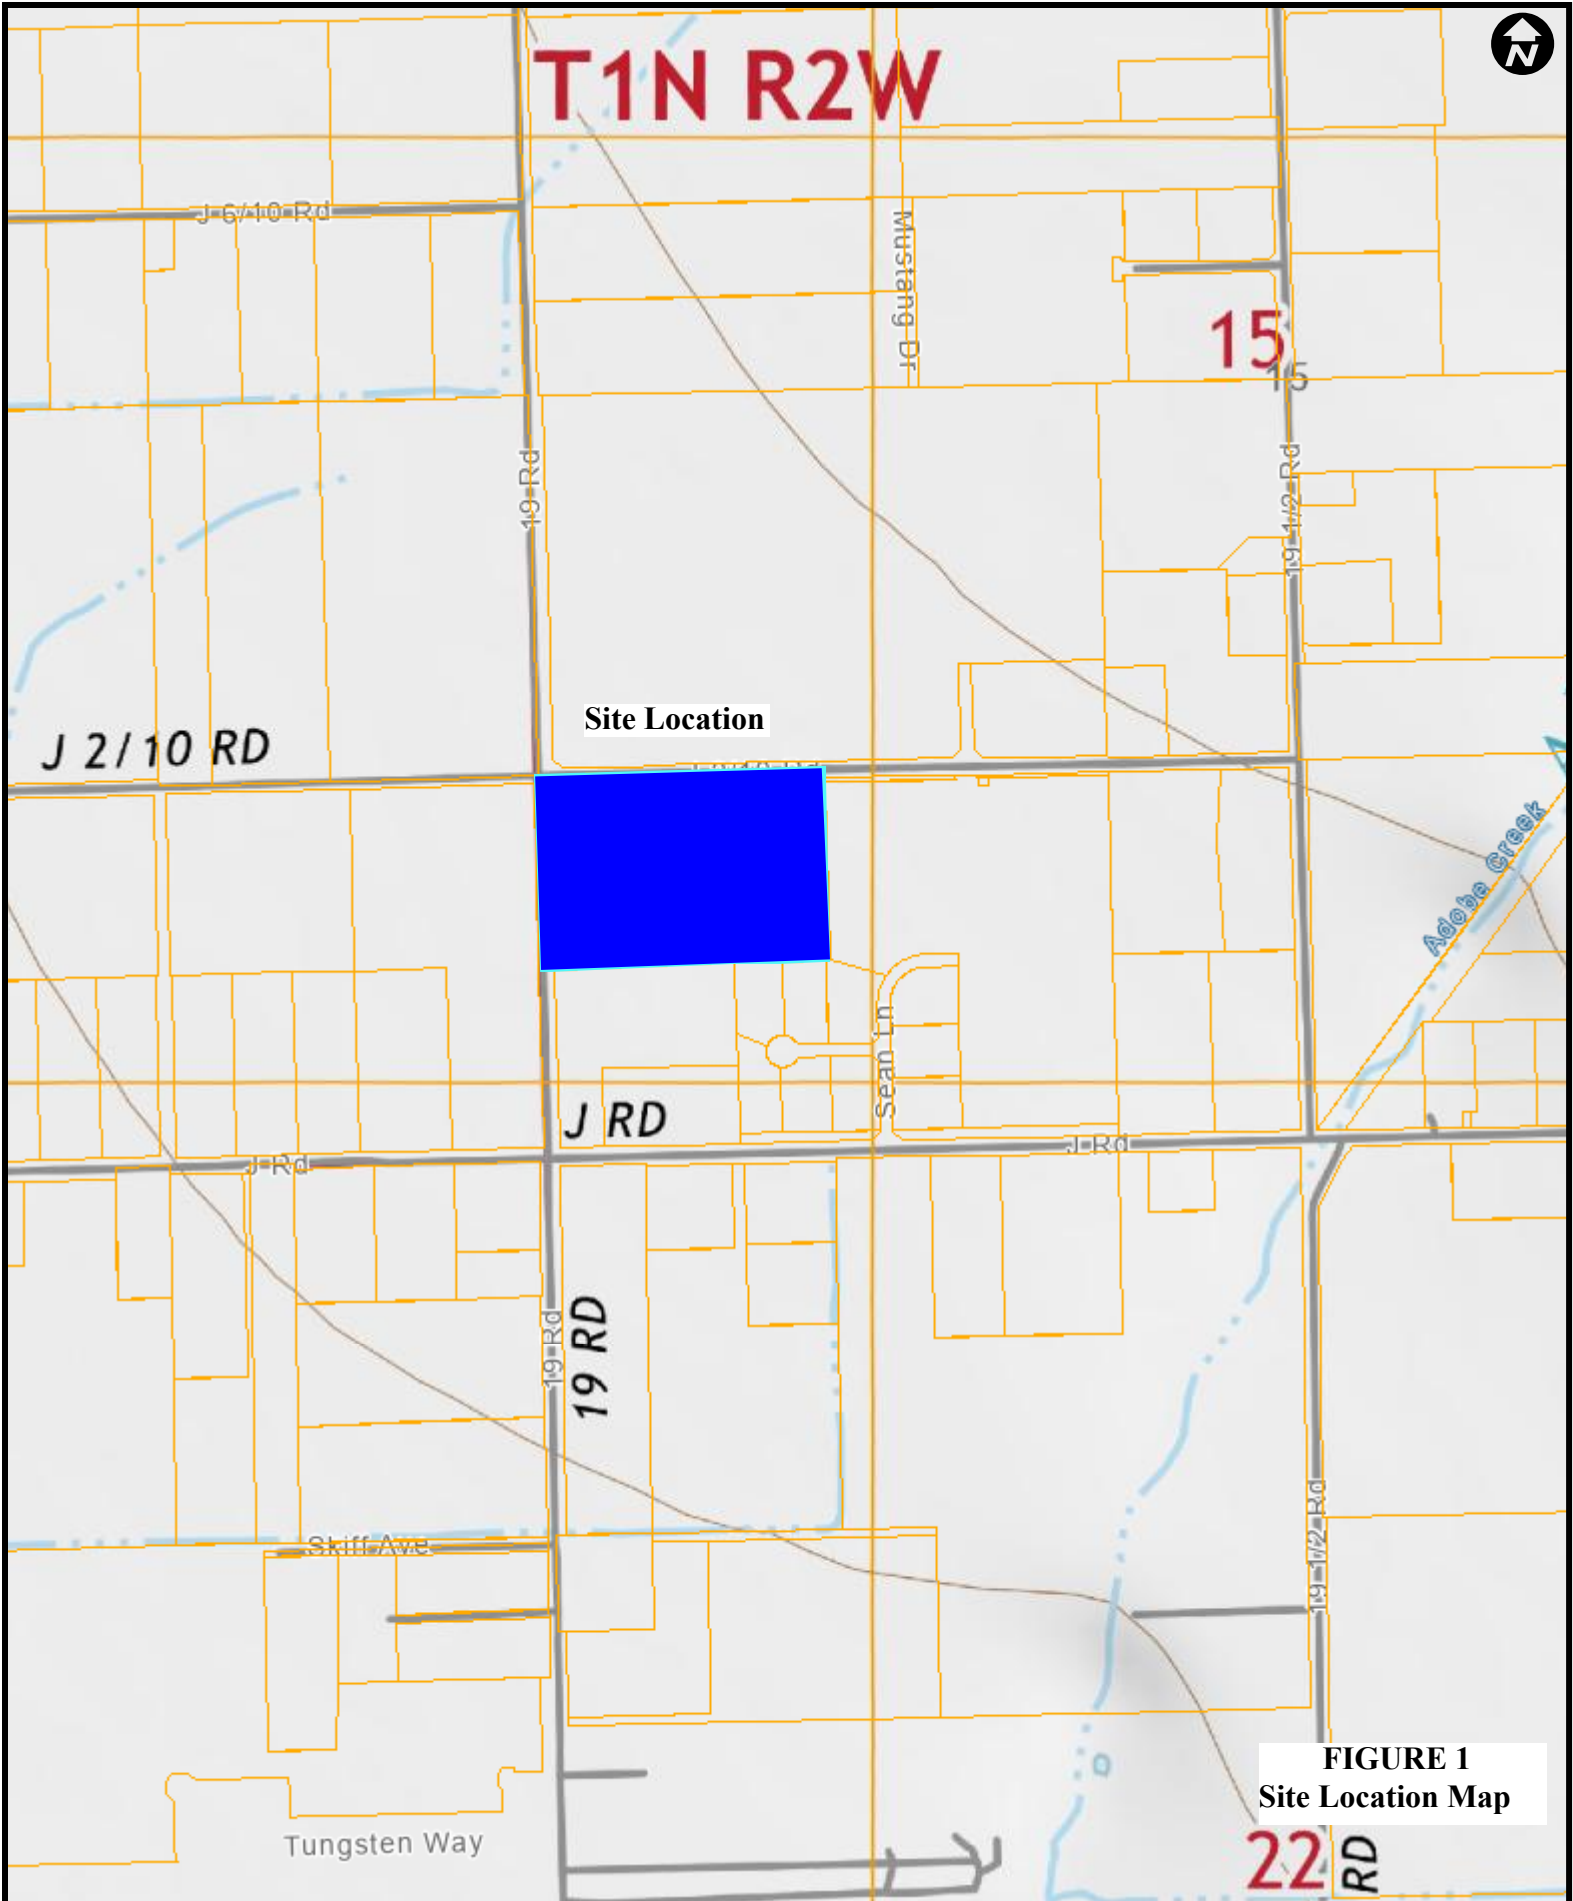 N
T1N R2W
J 6/10 Rd
Mustang Dr
15
15
19 Rd
19 1/2 Rd
Site Location
J 2/10 RD
Adobe Creek
Sean Ln
J RD
J Rd
J Rd
19 Rd
19 RD
19 1/2 Rd
Skiff Ave
FIGURE 1
Site Location Map
Tungsten Way
22
RD